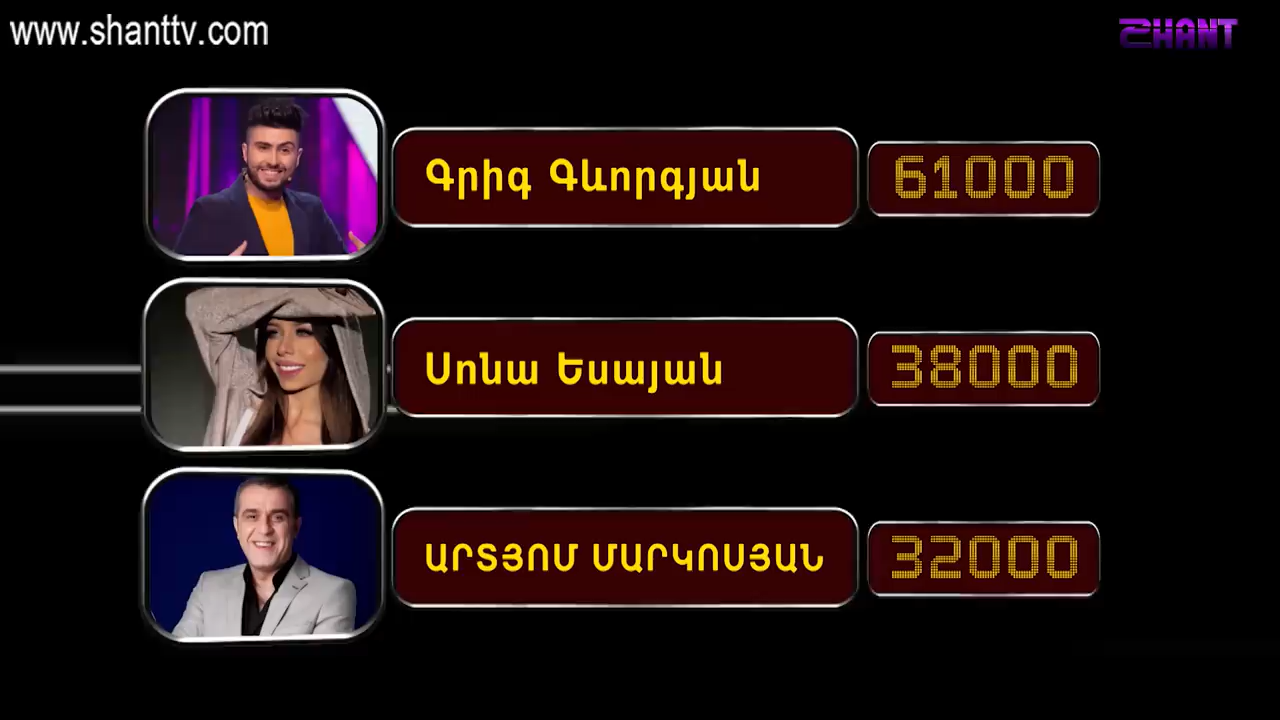 www.shanttv.com
SHANT
Գրիգ Գևորգյան
61000
Սոնա Եսայան
38000
ԱՐՏՅՈՄ ՄԱՐԿՈՍՅԱՆ
32000